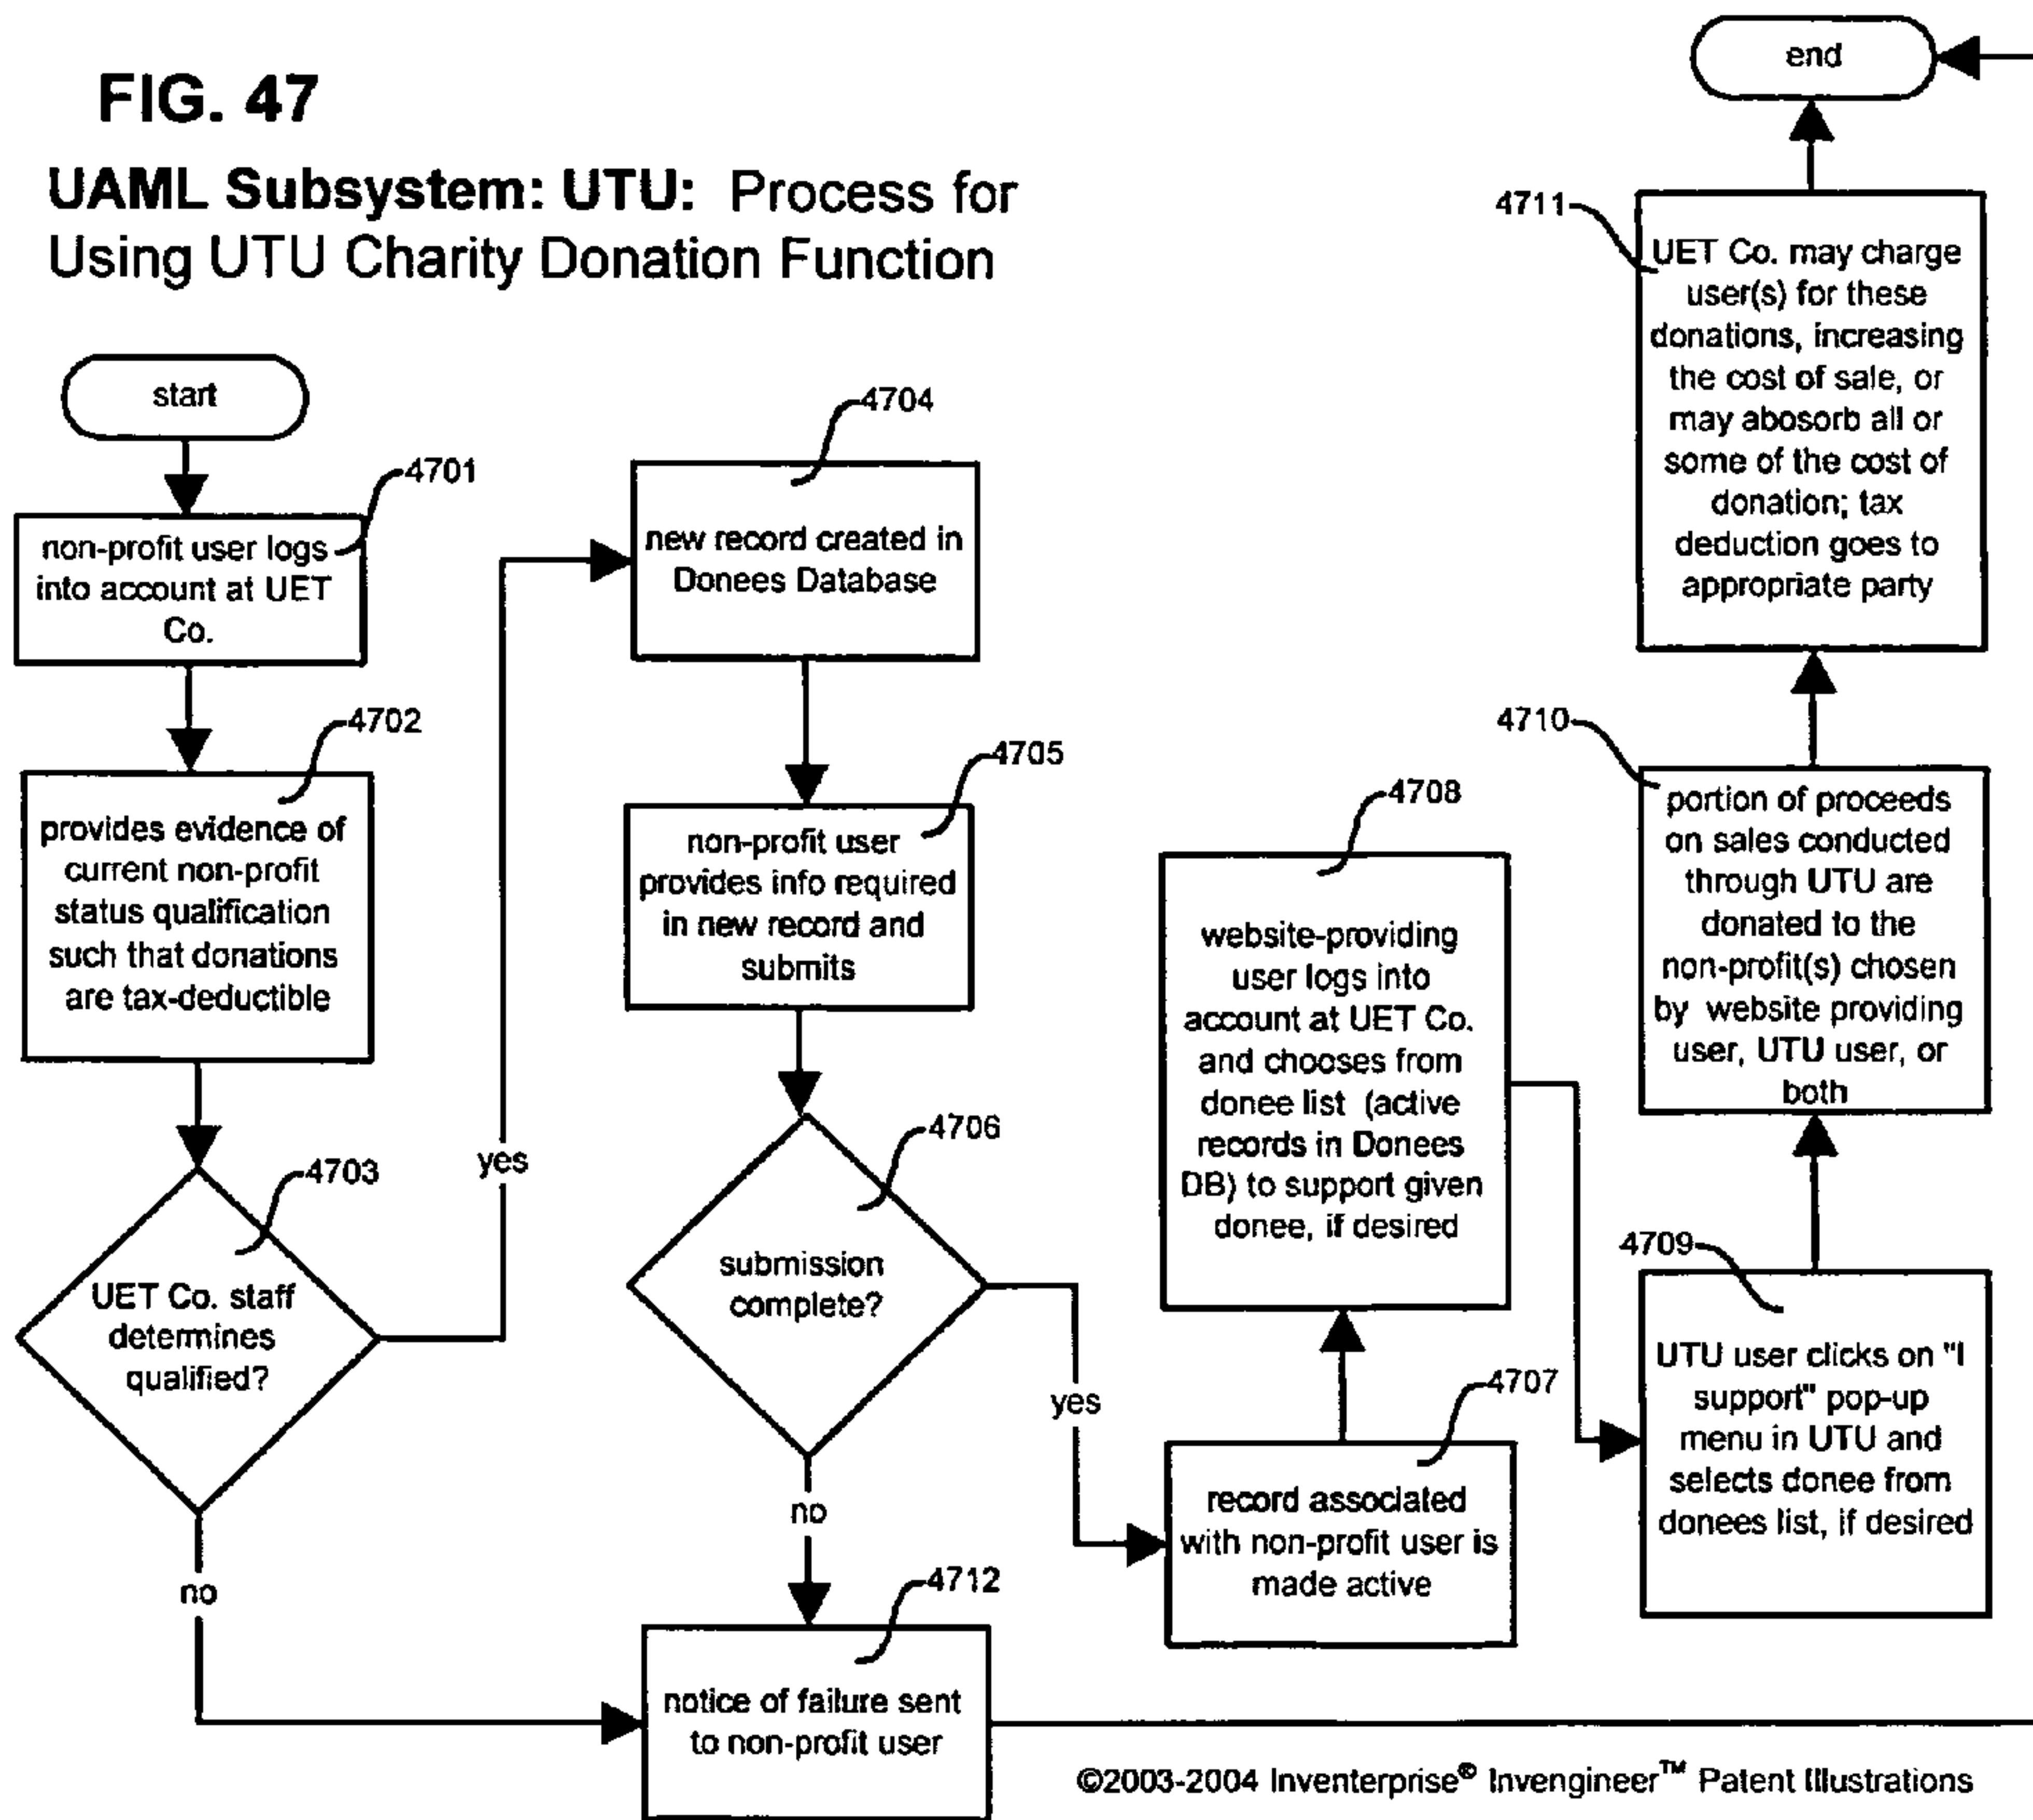 FIG. 47
UAML Subsystem: UTU: Process for
Using UTU Charity Donation Function
start
4701
non-profit user logs
into account at UET
Co.
4702
provides evidence of
current non-profit
status qualification
such that donations
are tax-deductible
4703
UET Co. staff
determines
qualified?
yes
no
4704
new record created in
Donees Database
4705
non-profit user
provides info required
in new record and
submits
4706
submission
complete?
yes
no
4712
notice of failure sent
to non-profit user
4707
record associated
with non-profit user is
made active
4708
website-providing
user logs into
account at UET Co.
and chooses from
donee list (active
records in Donees
DB) to support given
donee, if desired
4709
UTU user clicks on "I
support" pop-up
menu in UTU and
selects donee from
donees list, if desired
4710
portion of proceeds
on sales conducted
through UTU are
donated to the
non-profit(s) chosen
by website providing
user, UTU user, or
both
4711
UET Co. may charge
user(s) for these
donations, increasing
the cost of sale, or
may abosorb all or
some of the cost of
donation; tax
deduction goes to
appropriate party
end
©2003-2004 Inventerprise® Invengineer™ Patent Illustrations